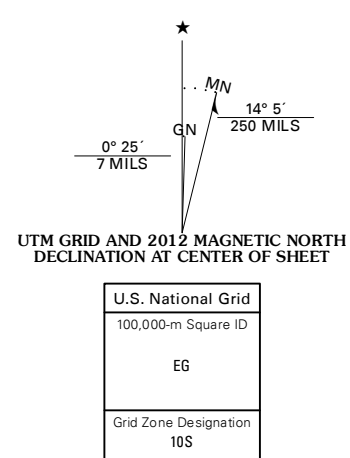 ★
MN
14° 5´
250 MILS
GN
0° 25´
7 MILS
UTM GRID AND 2012 MAGNETIC NORTH
DECLINATION AT CENTER OF SHEET
U.S. National Grid
100,000-m Square ID
EG
Grid Zone Designation
10S